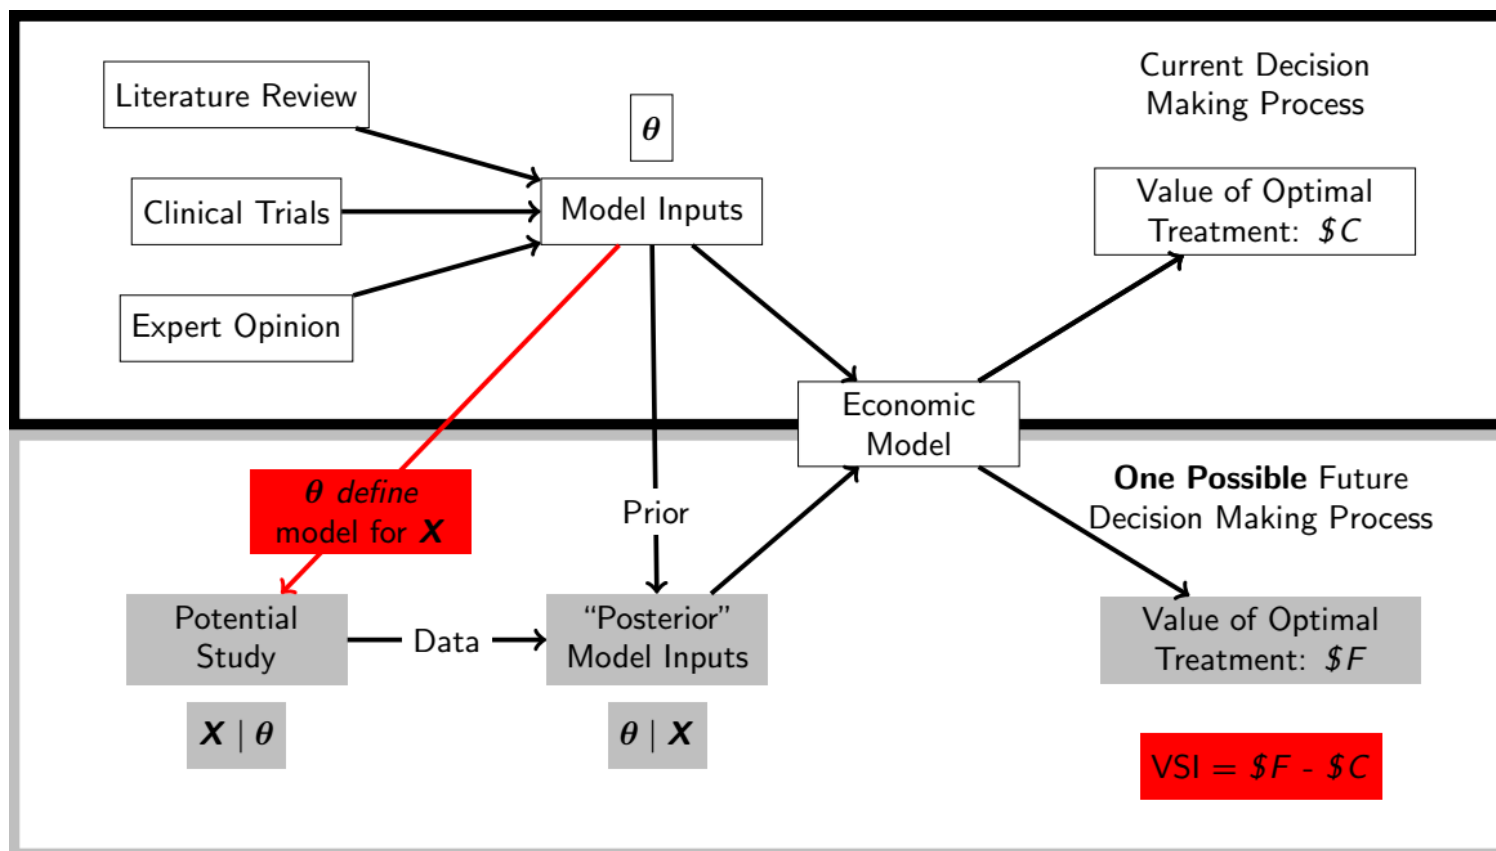 Literature Review
Clinical Trials
Expert Opinion
θ
Model Inputs
Current Decision
Making Process
Value of Optimal
Treatment: $C
Economic
Model
θ define
model for X
Prior
One Possible Future
Decision Making Process
Potential
Study
Data
“Posterior”
Model Inputs
Value of Optimal
Treatment: $F
X | θ
θ | X
VSI = $F - $C